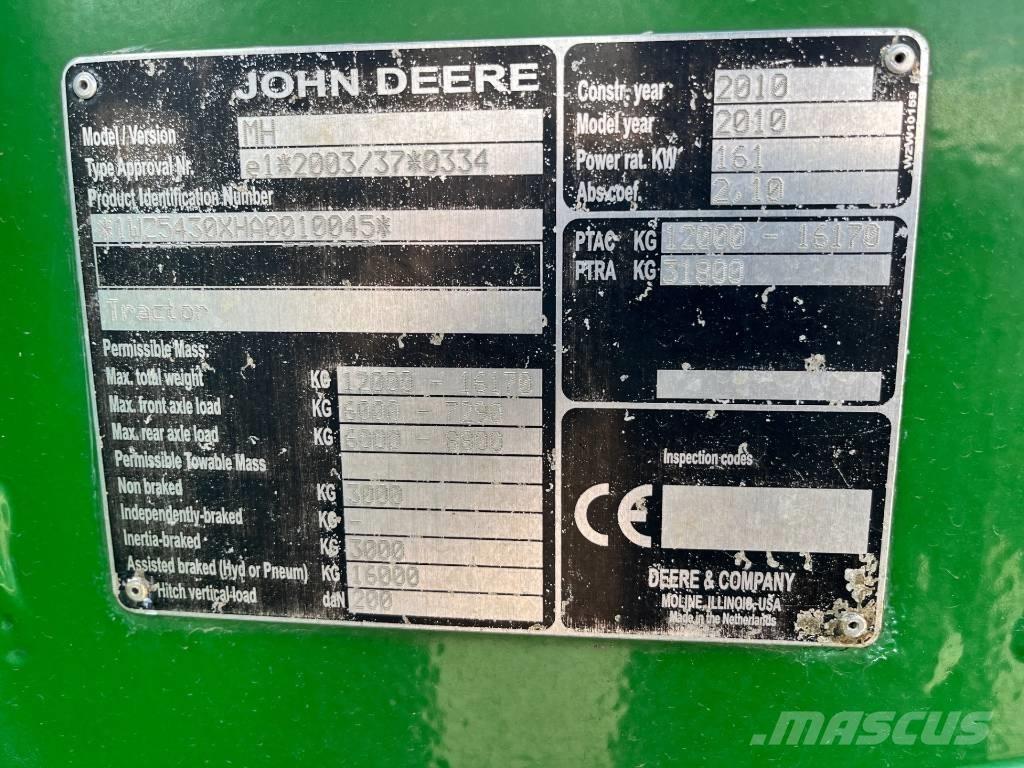 JOHN DEERE
Model / Version MH
Type Approval Nr. e1*2003/37*0334
Product Identification Number
*1WZ5430XHA0010045*
Tractor
Permissible Mass:
Max. total weight KG 12000 - 16170
Max. front axle load KG 6000 - 7090
Max. rear axle load KG 6000 - 8800
Permissible Towable Mass
Non braked KG 3000
Independently-braked KG -
Inertia-braked KG 3000
Assisted braked (Hyd or Pneum) KG 16000
Hitch vertical-load daN 200
Constr. year 2010
Model year 2010
Power rat. KW 161
Abs.coef. 2,10
PTAC KG 12000 - 16170
PTRA KG 31800
Inspection codes
CE
DEERE & COMPANY
MOLINE, ILLINOIS, USA
Made in the Netherlands
MASCUS